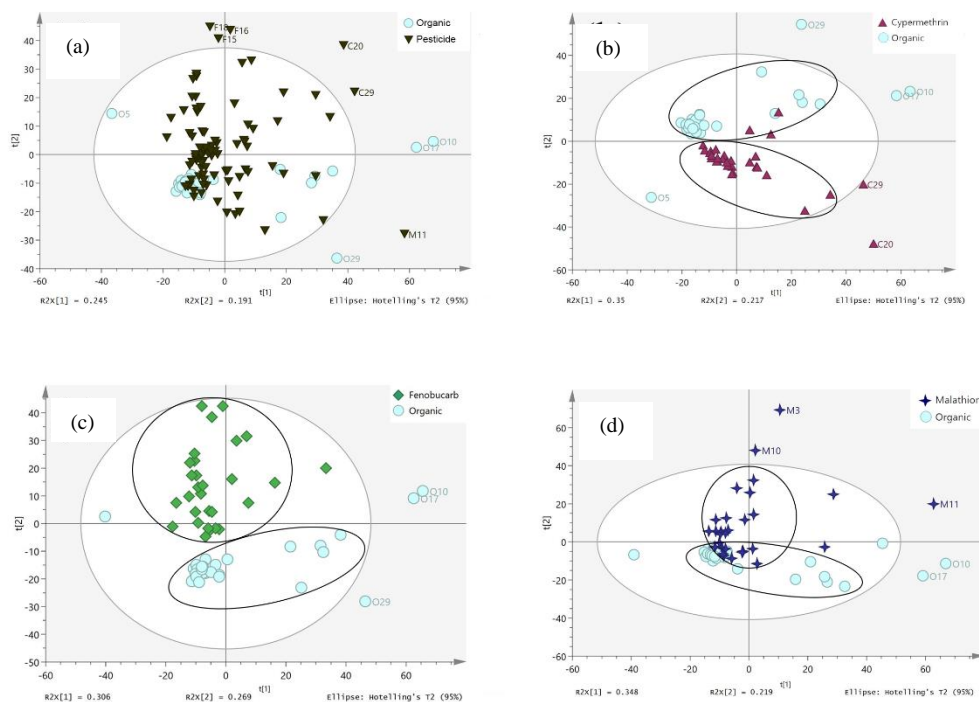 (a)
Organic
Pesticide
F18
F16
F15
C20
C29
O5
O10
O17
M11
O29
t[2]
40
30
20
10
0
-10
-20
-30
-40
-60
-40
-20
0
20
40
60
t[1]
R2X[1] = 0.245
R2X[2] = 0.191
Ellipse: Hotelling's T2 (95%)
(b)
Cypermethrin
Organic
O29
O10
O17
C29
O5
C20
t[2]
40
20
0
-20
-40
-60
-60
-40
-20
0
20
40
60
t[1]
R2X[1] = 0.35
R2X[2] = 0.217
Ellipse: Hotelling's T2 (95%)
(c)
Fenobucarb
Organic
O10
O17
O29
t[2]
40
30
20
10
0
-10
-20
-30
-40
-50
-60
-40
-20
0
20
40
60
t[1]
R2X[1] = 0.306
R2X[2] = 0.269
Ellipse: Hotelling's T2 (95%)
(d)
Malathion
Organic
M3
M10
M11
O10
O17
t[2]
60
40
20
0
-20
-40
-60
-60
-40
-20
0
20
40
60
t[1]
R2X[1] = 0.348
R2X[2] = 0.219
Ellipse: Hotelling's T2 (95%)